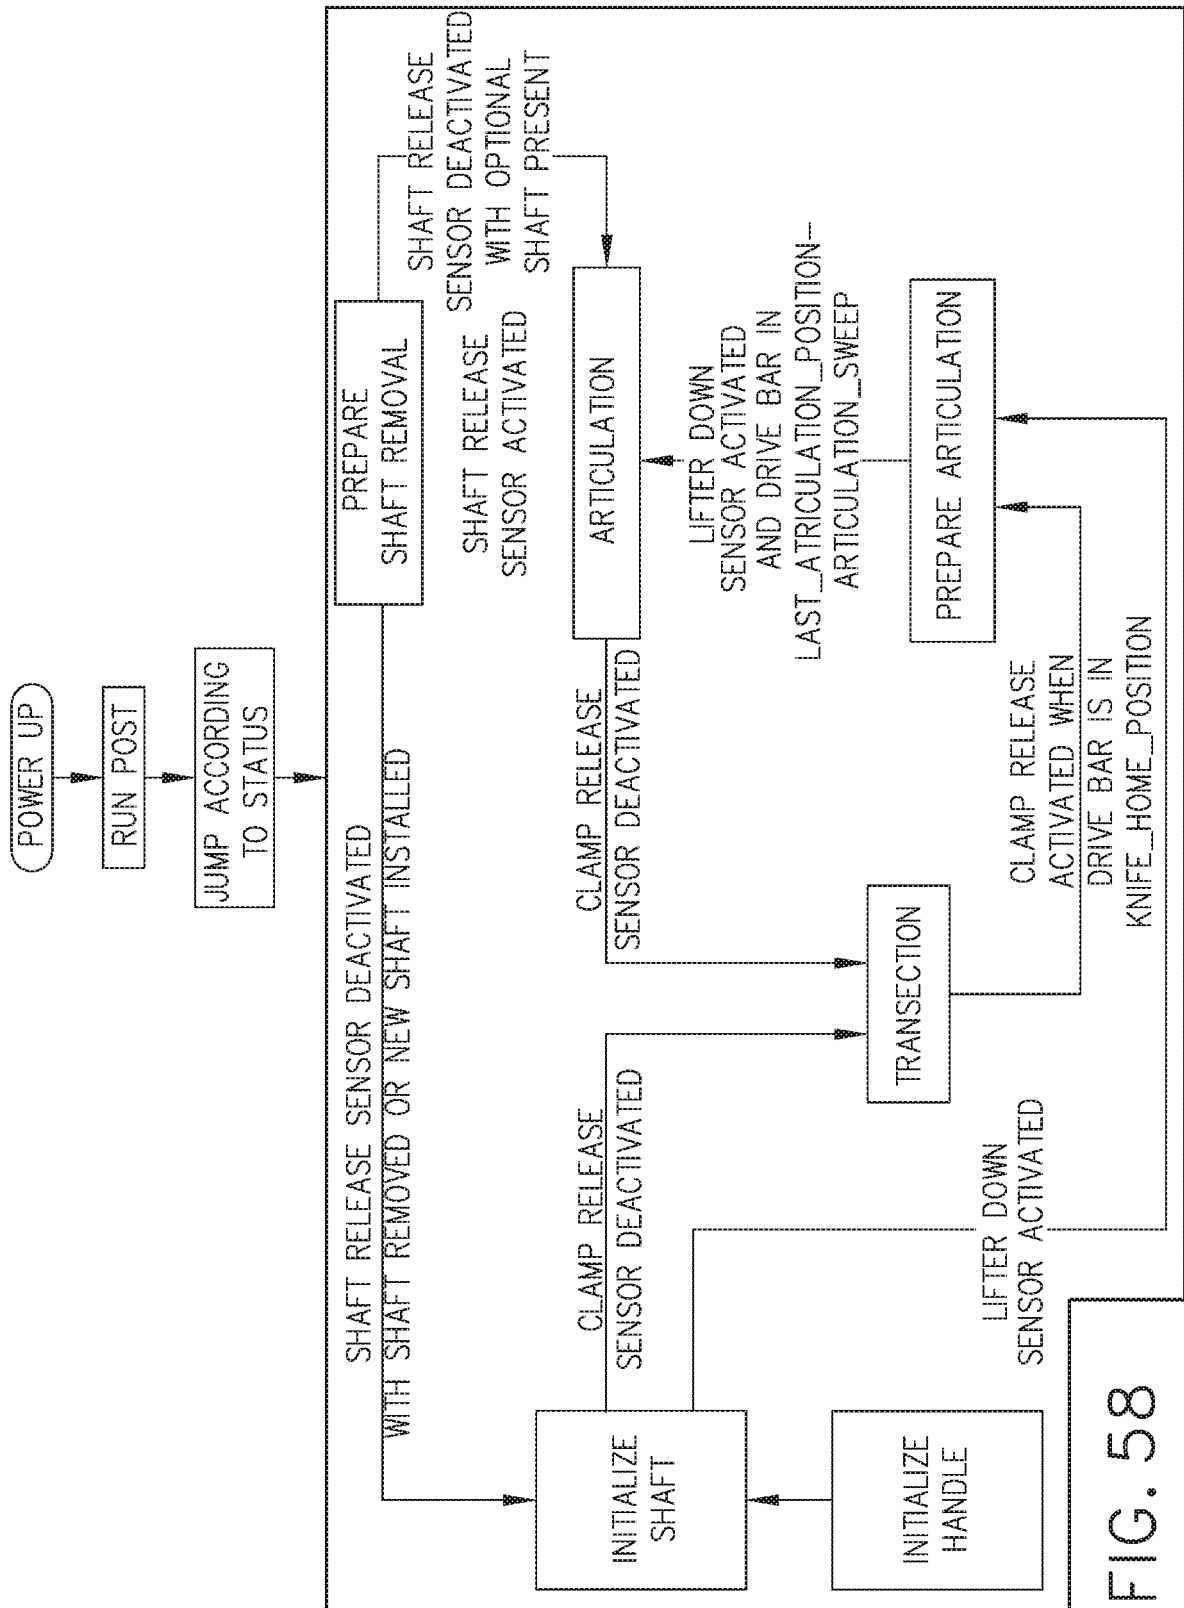 POWER UP
RUN POST
JUMP ACCORDING
TO STATUS
SHAFT RELEASE SENSOR DEACTIVATED
WITH SHAFT REMOVED OR NEW SHAFT INSTALLED
PREPARE
SHAFT REMOVAL
SHAFT RELEASE
SENSOR DEACTIVATED
WITH OPTIONAL
SHAFT PRESENT
SHAFT RELEASE
SENSOR ACTIVATED
INITIALIZE
SHAFT
CLAMP RELEASE
SENSOR DEACTIVATED
CLAMP RELEASE
SENSOR DEACTIVATED
ARTICULATION
LIFTER DOWN
SENSOR ACTIVATED
AND DRIVE BAR IN
LAST_ATRICULATION_POSITION-
ARTICULATION_SWEEP
INITIALIZE
HANDLE
TRANSECTION
PREPARE ARTICULATION
LIFTER DOWN
SENSOR ACTIVATED
CLAMP RELEASE
ACTIVATED WHEN
DRIVE BAR IS IN
KNIFE_HOME_POSITION
FIG. 58